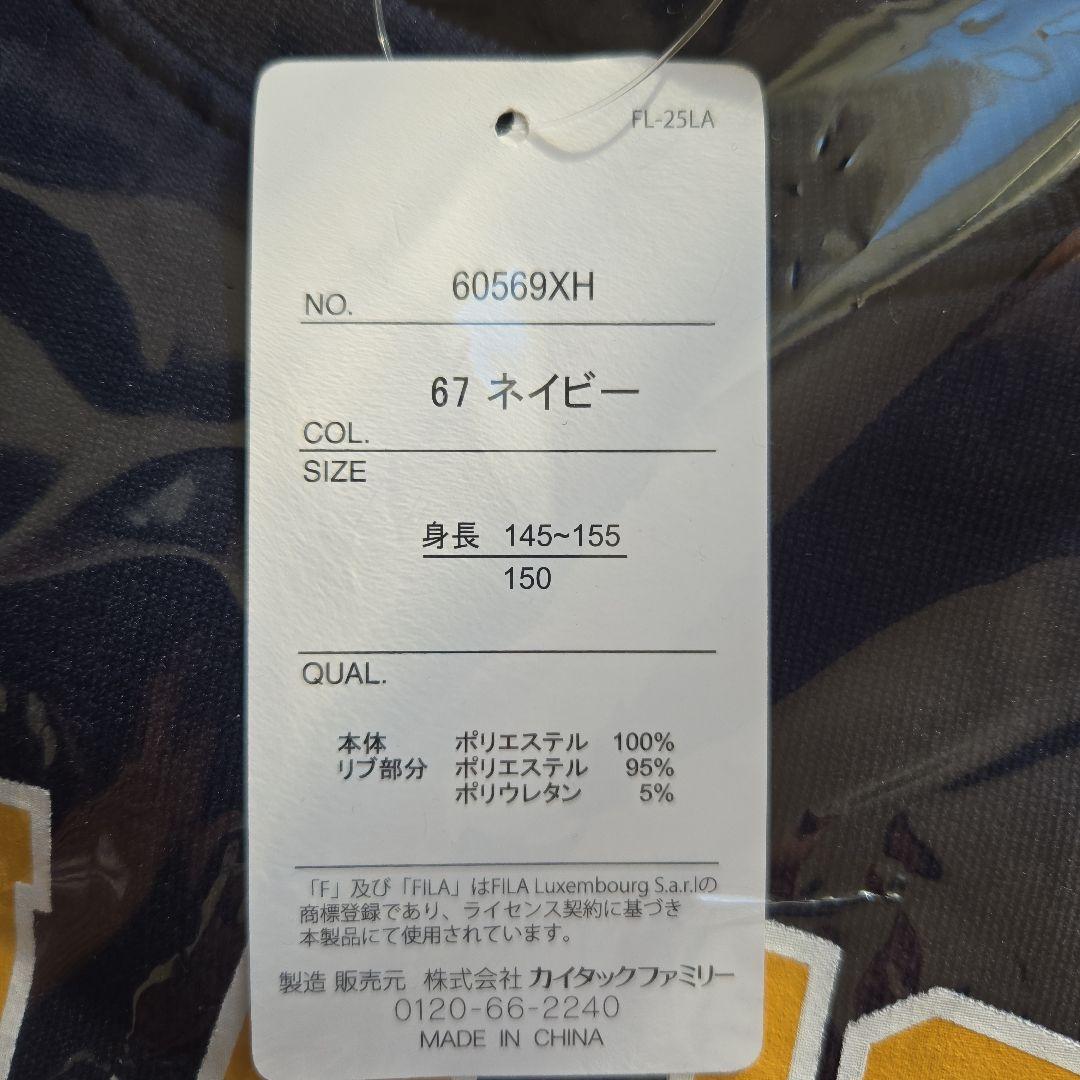 FL-25LA
NO. 60569XH
COL. 67 ネイビー
SIZE
身長 145~155
150
QUAL.
本体 ポリエステル 100%
リブ部分 ポリエステル 95%
ポリウレタン 5%
「F」及び「FILA」はFILA Luxembourg S.a.r.lの
商標登録であり、ライセンス契約に基づき
本製品にて使用されています。
製造 販売元 株式会社 カイタックファミリー
0120-66-2240
MADE IN CHINA